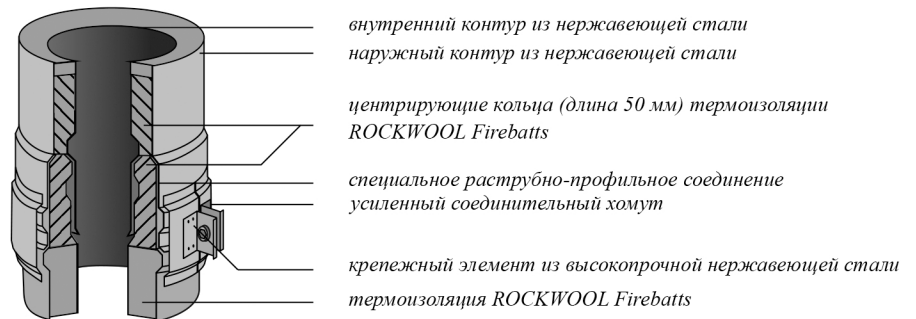 внутренний контур из нержавеющей стали
наружный контур из нержавеющей стали
центрирующие кольца (длина 50 мм) термоизоляции
ROCKWOOL Firebatts
специальное раструбно-профильное соединение
усиленный соединительный хомут
крепежный элемент из высокопрочной нержавеющей стали
термоизоляция ROCKWOOL Firebatts